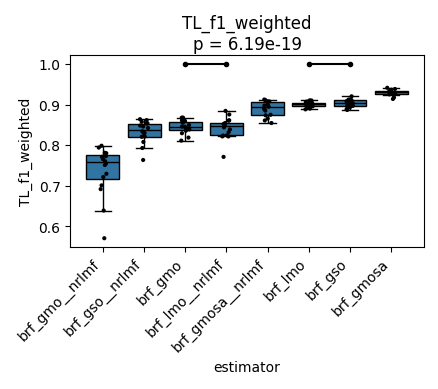 TL_f1_weighted
p = 6.19e-19
TL_f1_weighted
1.0
0.9
0.8
0.7
0.6
brf_gmo__nrlmf
brf_gso__nrlmf
brf_gmo
brf_lmo__nrlmf
brf_gmosa__nrlmf
brf_lmo
brf_gso
brf_gmosa
estimator